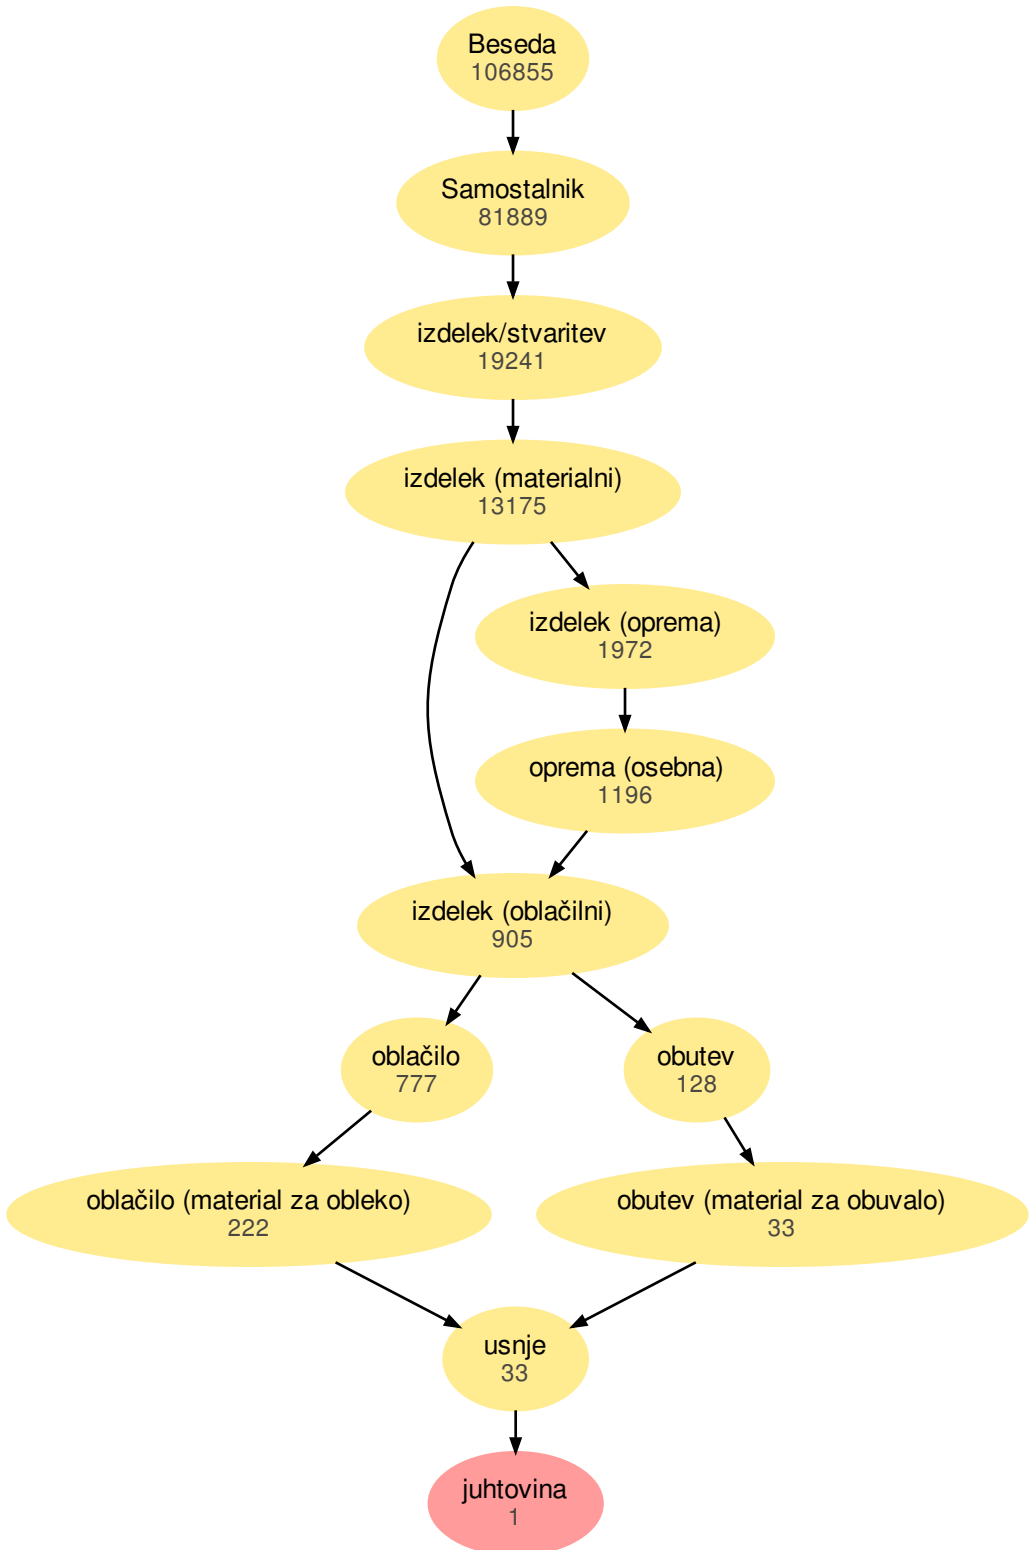 Beseda
106855
Samostalnik
81889
izdelek/stvaritev
19241
izdelek (materialni)
13175
izdelek (oprema)
1972
oprema (osebna)
1196
izdelek (oblačilni)
905
oblačilo
777
obutev
128
oblačilo (material za obleko)
222
obutev (material za obuvalo)
33
usnje
33
juhtovina
1